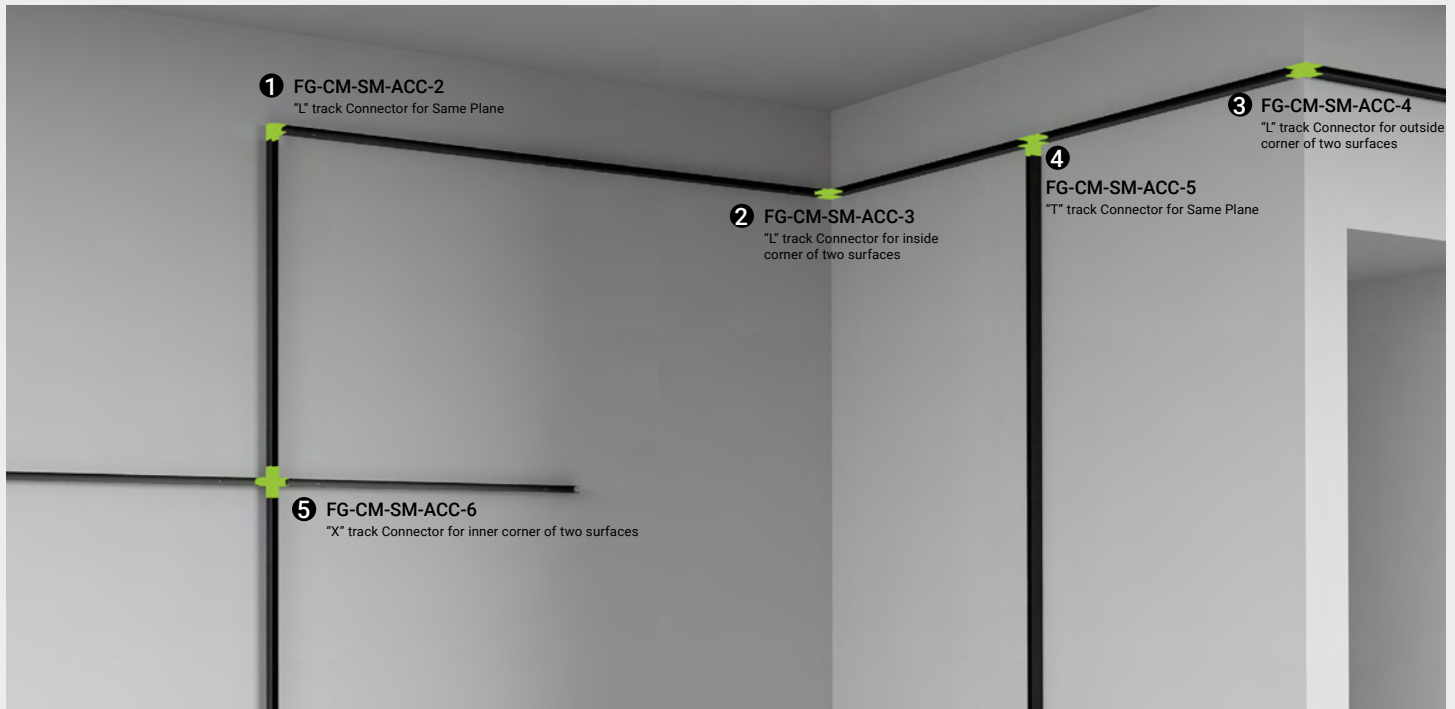 1 FG-CM-SM-ACC-2
“L” track Connector for Same Plane
2 FG-CM-SM-ACC-3
“L” track Connector for inside
corner of two surfaces
3 FG-CM-SM-ACC-4
“L” track Connector for outside
corner of two surfaces
4
FG-CM-SM-ACC-5
“T” track Connector for Same Plane
5 FG-CM-SM-ACC-6
“X” track Connector for inner corner of two surfaces